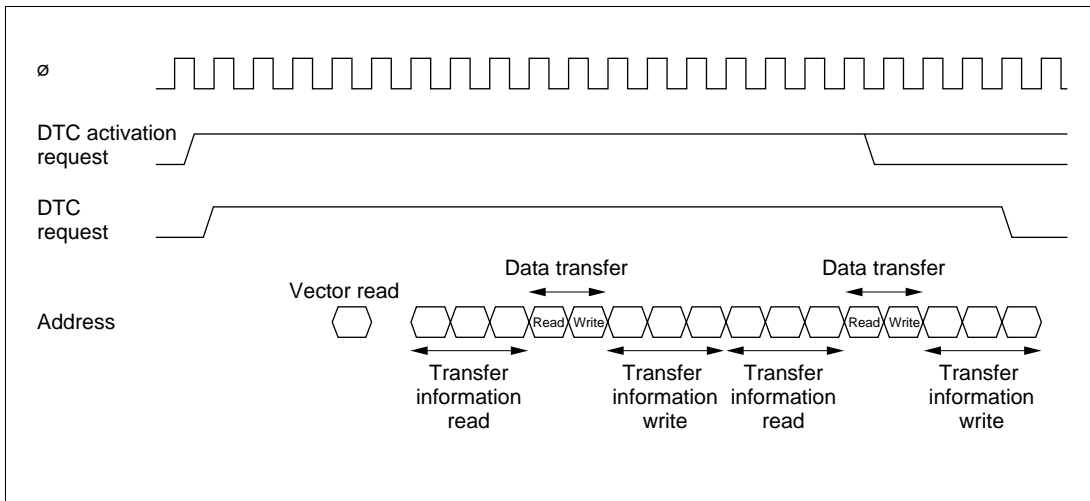 ø
DTC activation
request
DTC
request
Data transfer
Data transfer
Vector read
Address
Read Write
Read Write
Transfer
information
read
Transfer
information
write
Transfer
information
read
Transfer
information
write